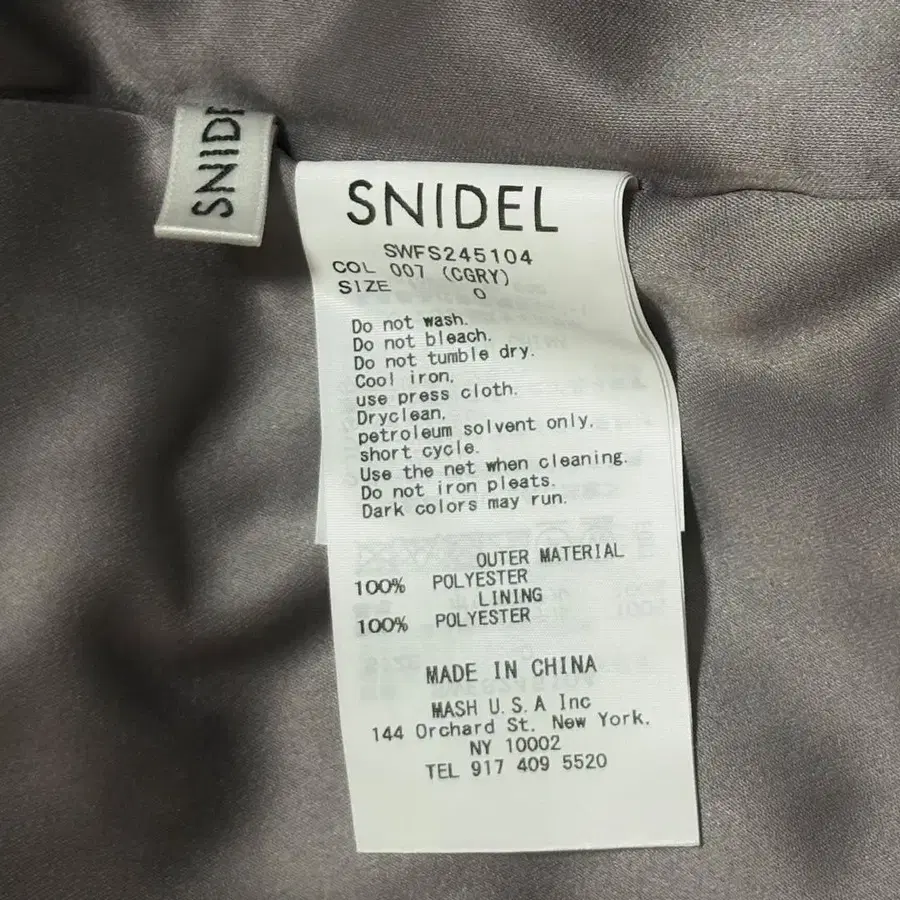 SNIDEL
SNIDEL
SWFS245104
COL 007 (CGRY)
SIZE 0
Do not wash.
Do not bleach.
Do not tumble dry.
Cool iron,
use press cloth.
Dryclean,
petroleum solvent only,
short cycle.
Use the net when cleaning.
Do not iron pleats.
Dark colors may run.
OUTER MATERIAL
100% POLYESTER
LINING
100% POLYESTER
MADE IN CHINA
MASH U.S.A Inc
144 Orchard St. New York,
NY 10002
TEL 917 409 5520